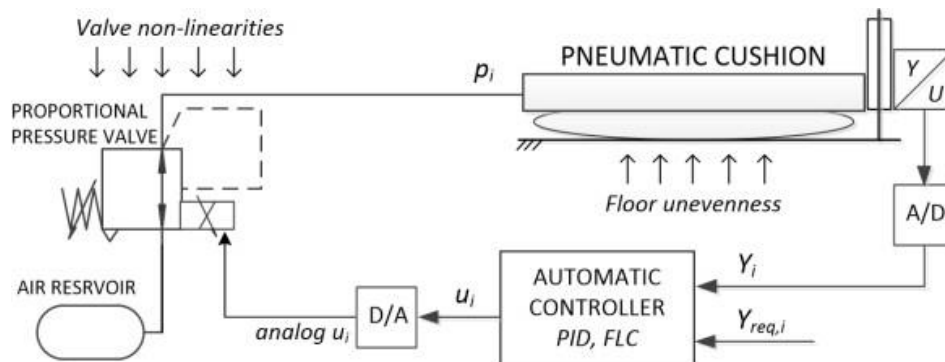 Valve non-linearities
PROPORTIONAL
PRESSURE VALVE
p_i
PNEUMATIC CUSHION
Y
U
Floor unevenness
A/D
AIR RESRVOIR
analog u_i
D/A
u_i
AUTOMATIC
CONTROLLER
PID, FLC
Y_i
Y_req,i